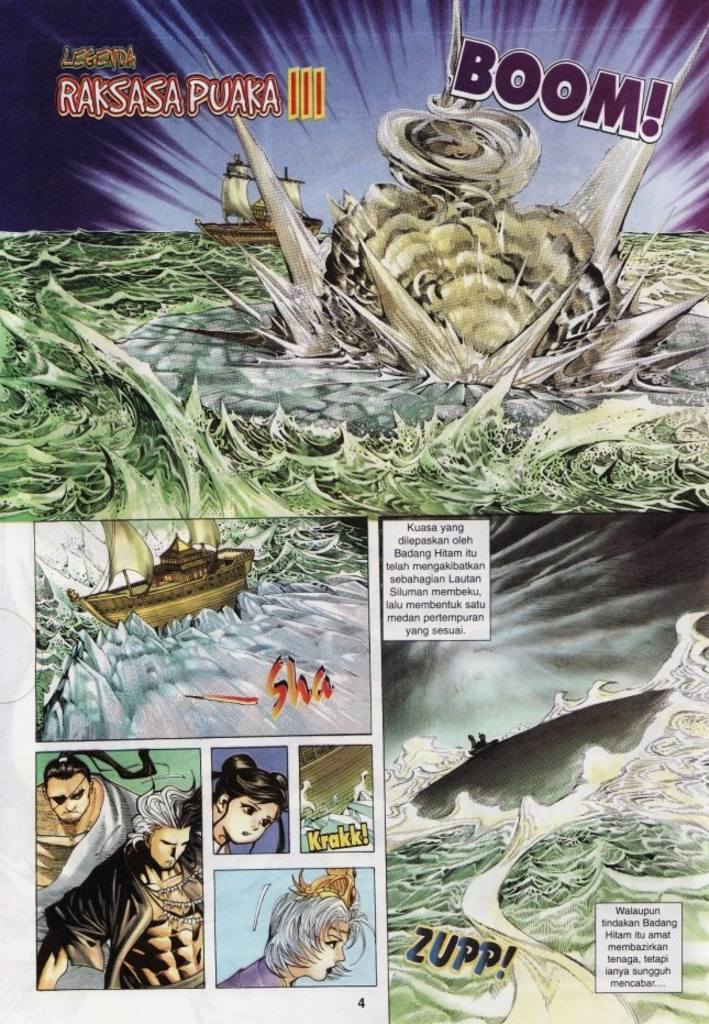 LEGENDA
RAKSASA PUAKA III
BOOM!
Kuasa yang
dilepaskan oleh
Badang Hitam itu
telah mengakibatkan
sebahagian Lautan
Siluman membeku,
lalu membentuk satu
medan pertempuran
yang sesuai.
Sha
Krakk!
ZUPP!
Walaupun
tindakan Badang
Hitam itu amat
membazirkan
tenaga, tetapi
ianya sungguh
mencabar....
4